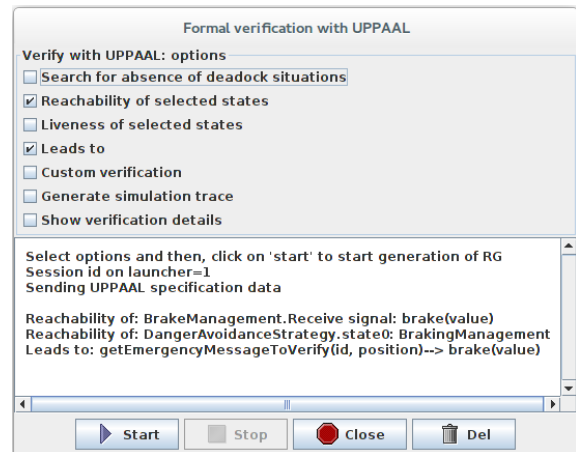 Formal verification with UPPAAL
Verify with UPPAAL: options
Search for absence of deadock situations
Reachability of selected states
Liveness of selected states
Leads to
Custom verification
Generate simulation trace
Show verification details
Select options and then, click on 'start' to start generation of RG
Session id on launcher=1
Sending UPPAAL specification data
Reachability of: BrakeManagement.Receive signal: brake(value)
Reachability of: DangerAvoidanceStrategy.state0: BrakingManagement
Leads to: getEmergencyMessageToVerify(id, position)--> brake(value)
Start Stop Close Del